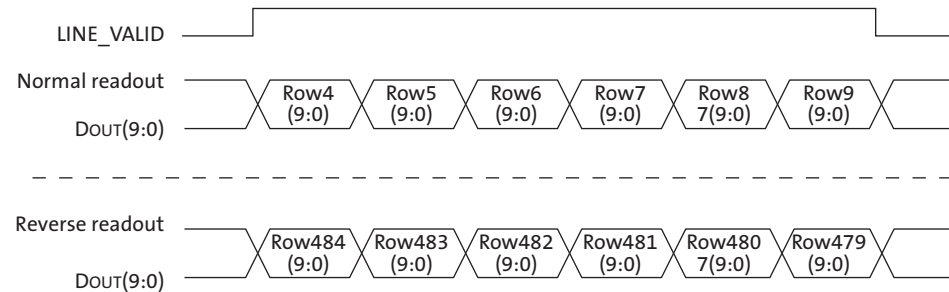 LINE_VALID
Normal readout
Row4 Row5 Row6 Row7 Row8 Row9
(9:0) (9:0) (9:0) (9:0) 7(9:0) (9:0)
DOUT(9:0)
Reverse readout
Row484 Row483 Row482 Row481 Row480 Row479
(9:0) (9:0) (9:0) (9:0) 7(9:0) (9:0)
DOUT(9:0)